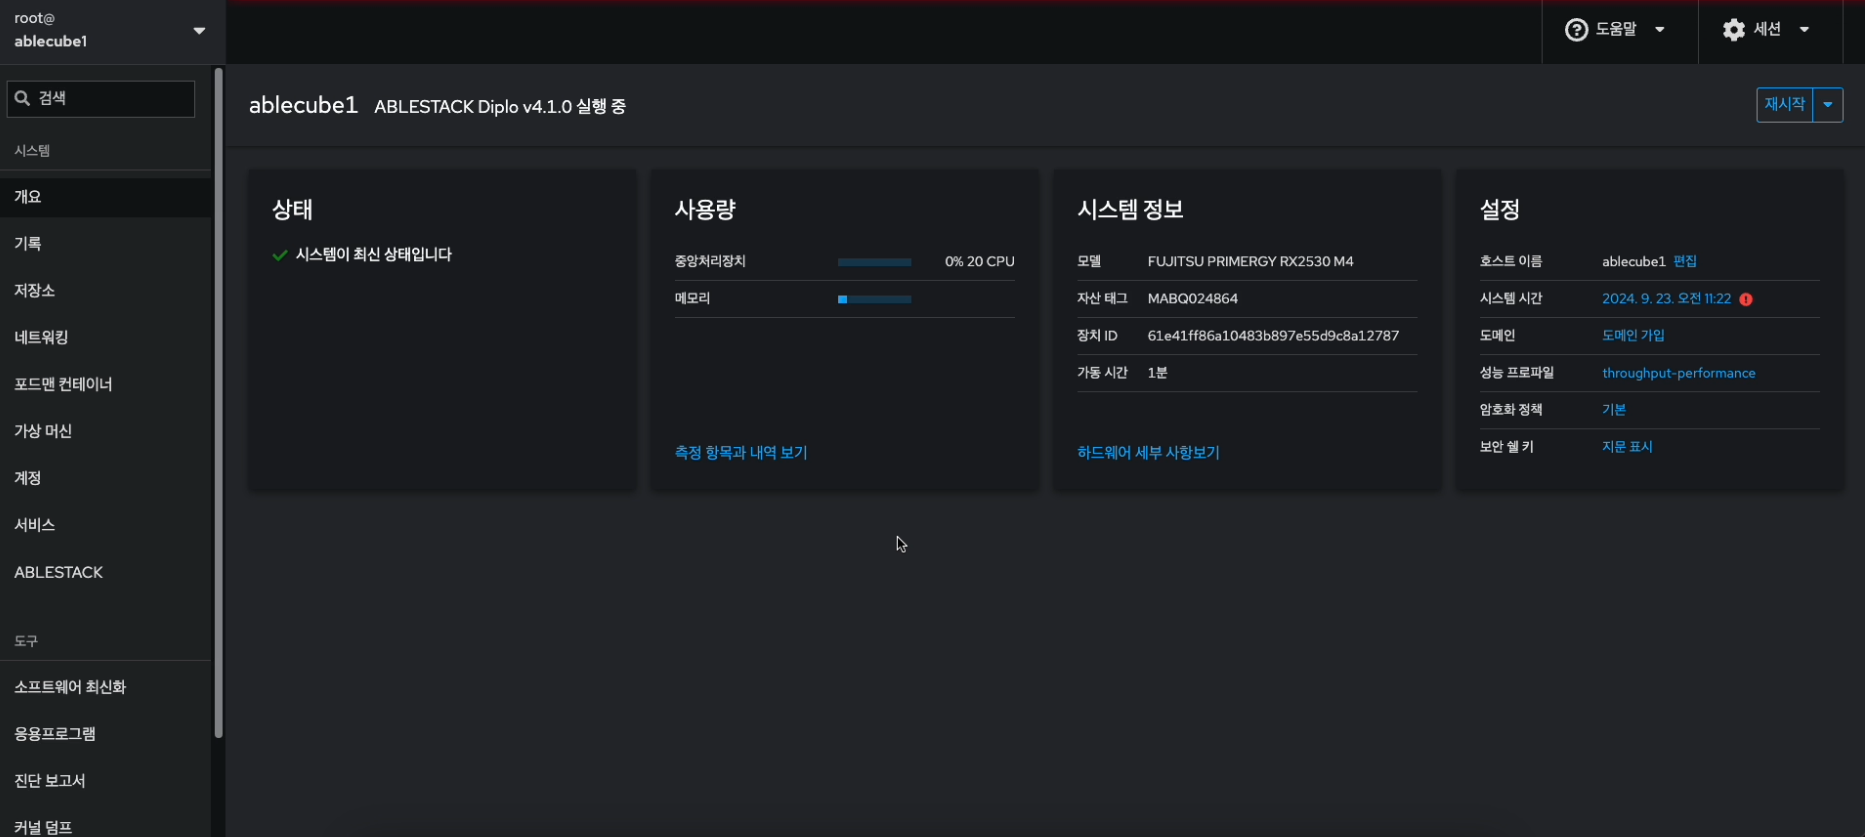 root@
ablecube1
도움말
세션
검색
시스템
개요
기록
저장소
네트워킹
포드맨 컨테이너
가상 머신
계정
서비스
ABLESTACK
도구
소프트웨어 최신화
응용프로그램
진단 보고서
커널 덤프
ablecube1 ABLESTACK Diplo v4.1.0 실행 중
재시작
상태
시스템이 최신 상태입니다
사용량
중앙처리장치 0% 20 CPU
메모리
측정 항목과 내역 보기
시스템 정보
모델 FUJITSU PRIMERGY RX2530 M4
자산 태그 MABQ024864
장치 ID 61e41ff86a10483b897e55d9c8a12787
가동 시간 1분
하드웨어 세부 사항보기
설정
호스트 이름 ablecube1 편집
시스템 시간 2024. 9. 23. 오전 11:22
도메인 도메인 가입
성능 프로파일 throughput-performance
암호화 정책 기본
보안 쉘 키 지문 표시